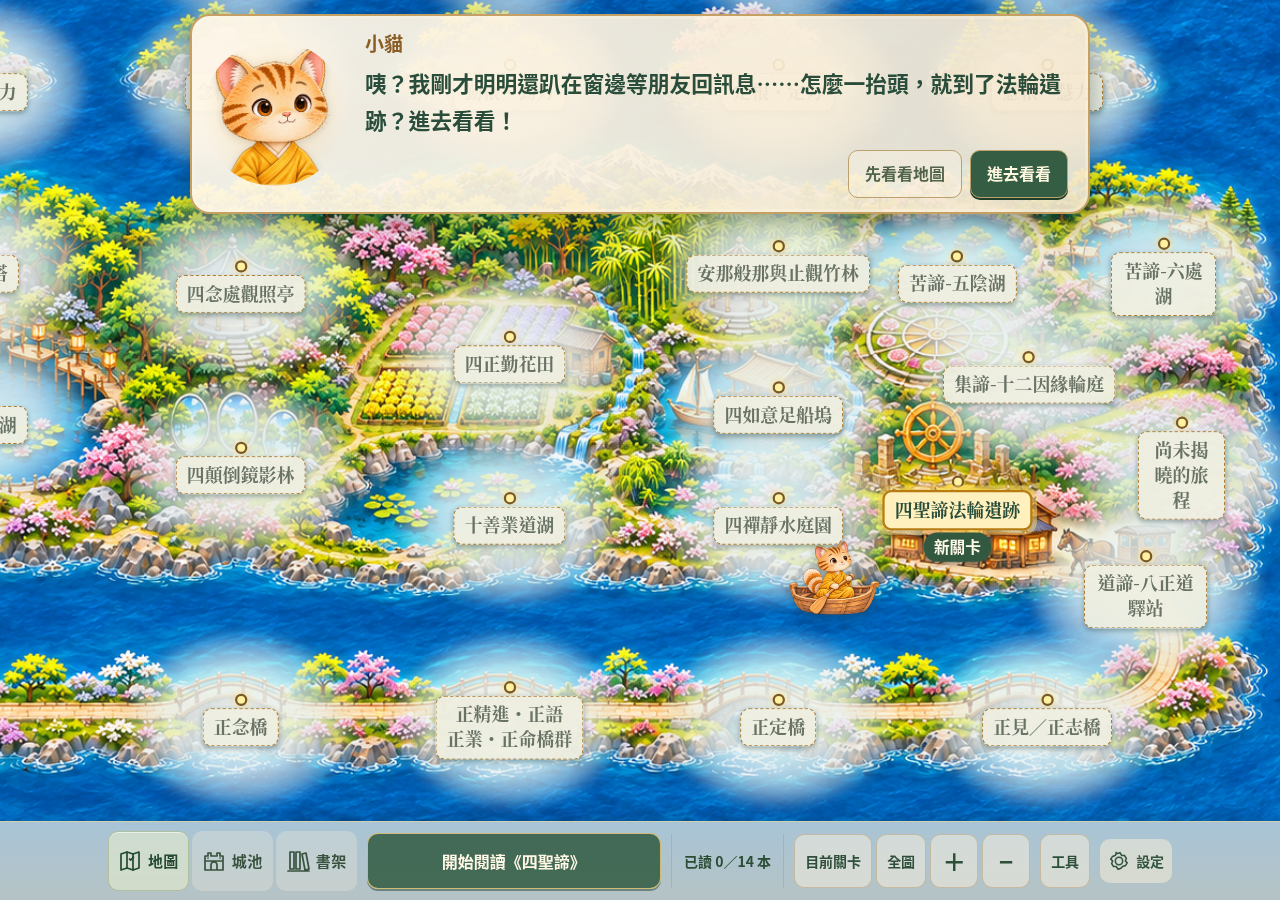 小貓
咦？我剛才明明還趴在窗邊等朋友回訊息……怎麼一抬頭，就到了法輪遺
跡？進去看看！
先看看地圖
進去看看
力
塔
四念處觀照亭
安那般那與止觀竹林
苦諦-五陰湖
苦諦-六處
湖
四正勤花田
集諦-十二因緣輪庭
湖
四如意足船塢
四顛倒鏡影林
尚未揭
曉的旅
程
十善業道湖
四禪靜水庭園
四聖諦法輪遺跡
新關卡
道諦-八正道
驛站
正念橋
正精進・正語
正業・正命橋群
正定橋
正見／正志橋
地圖
城池
書架
開始閱讀《四聖諦》
已讀 0／14 本
目前關卡
全圖
+
−
工具
設定